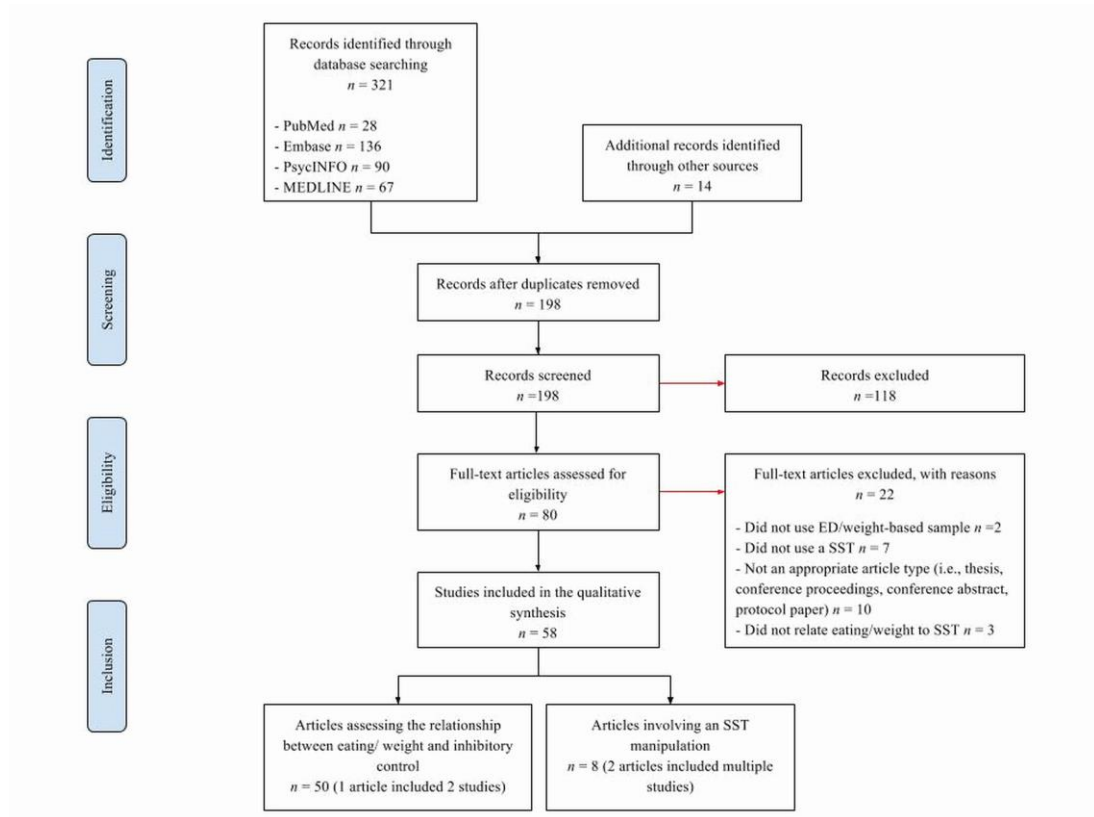 Identification
Records identified through
database searching
n = 321
- PubMed n = 28
- Embase n = 136
- PsycINFO n = 90
- MEDLINE n = 67
Additional records identified
through other sources
n = 14
Screening
Records after duplicates removed
n = 198
Records screened
n =198
Records excluded
n =118
Eligibility
Full-text articles assessed for
eligibility
n = 80
Full-text articles excluded, with reasons
n = 22
- Did not use ED/weight-based sample n =2
- Did not use a SST n = 7
- Not an appropriate article type (i.e., thesis,
conference proceedings, conference abstract,
protocol paper) n = 10
- Did not relate eating/weight to SST n = 3
Inclusion
Studies included in the qualitative
synthesis
n = 58
Articles assessing the relationship
between eating/ weight and inhibitory
control
n = 50 (1 article included 2 studies)
Articles involving an SST
manipulation
n = 8 (2 articles included multiple
studies)